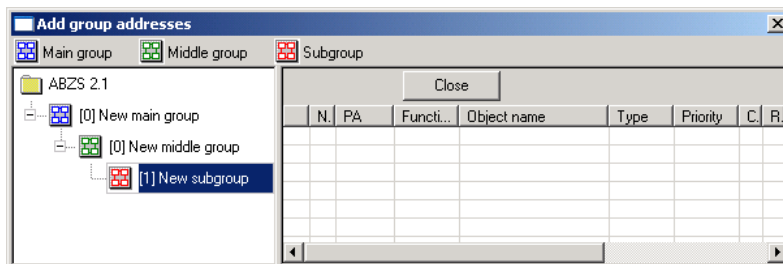 Add group addresses
Main group Middle group Subgroup
ABZS 2.1
[0] New main group
[0] New middle group
[1] New subgroup
Close
N. PA Functi... Object name Type Priority C. R.